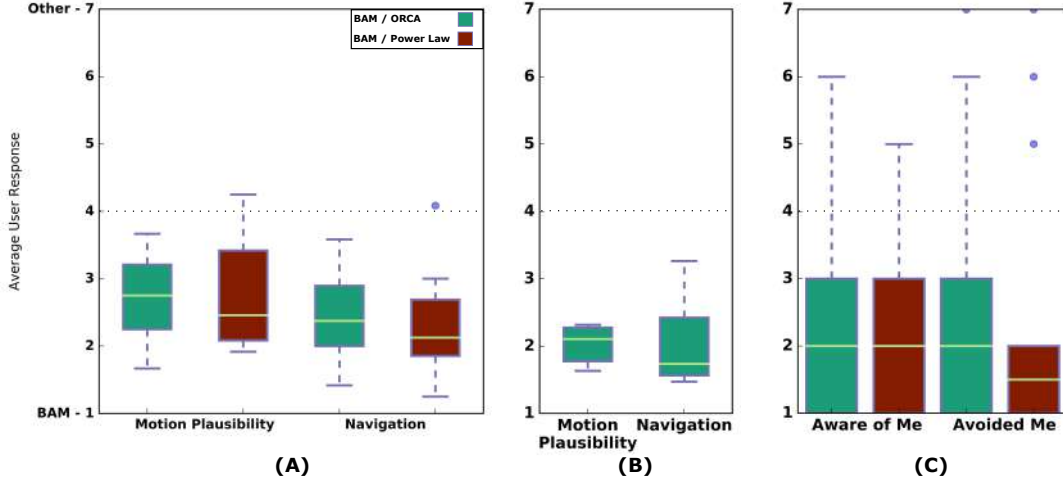 Other - 7
6
5
4
3
2
BAM - 1
Average User Response
BAM / ORCA
BAM / Power Law
Motion Plausibility
Navigation
(A)
7
6
5
4
3
2
1
Motion
Plausibility
Navigation
(B)
7
6
5
4
3
2
1
Aware of Me
Avoided Me
(C)